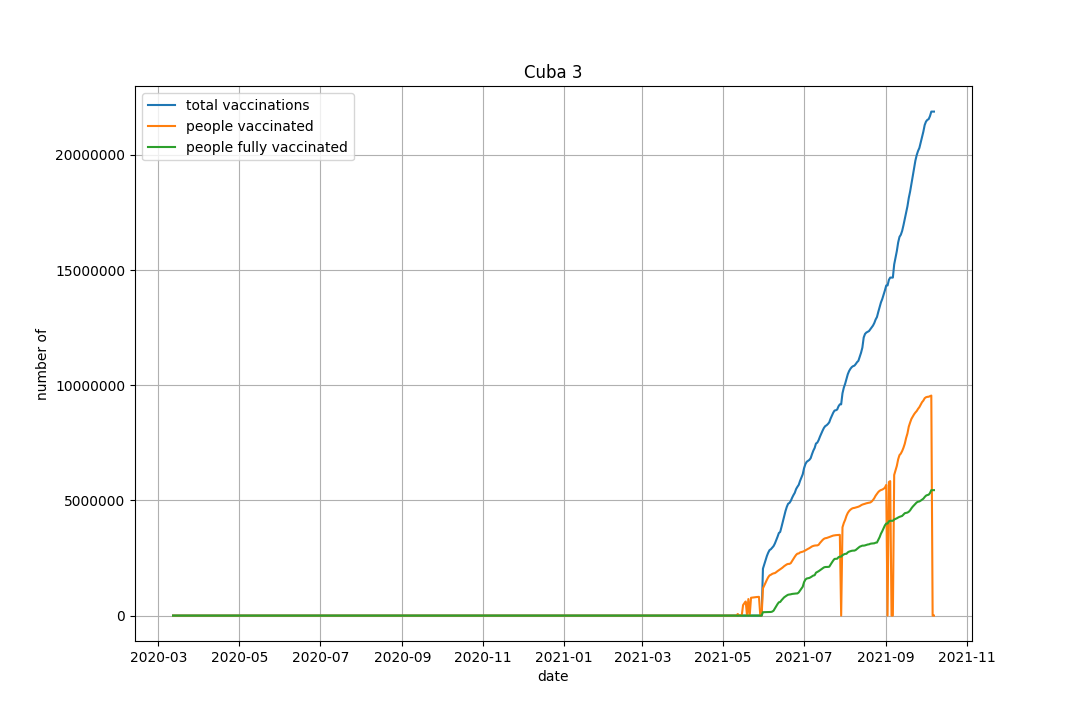 Cuba 3
total vaccinations
people vaccinated
people fully vaccinated
20000000
15000000
10000000
5000000
0
number of
2020-03 2020-05 2020-07 2020-09 2020-11 2021-01 2021-03 2021-05 2021-07 2021-09 2021-11
date